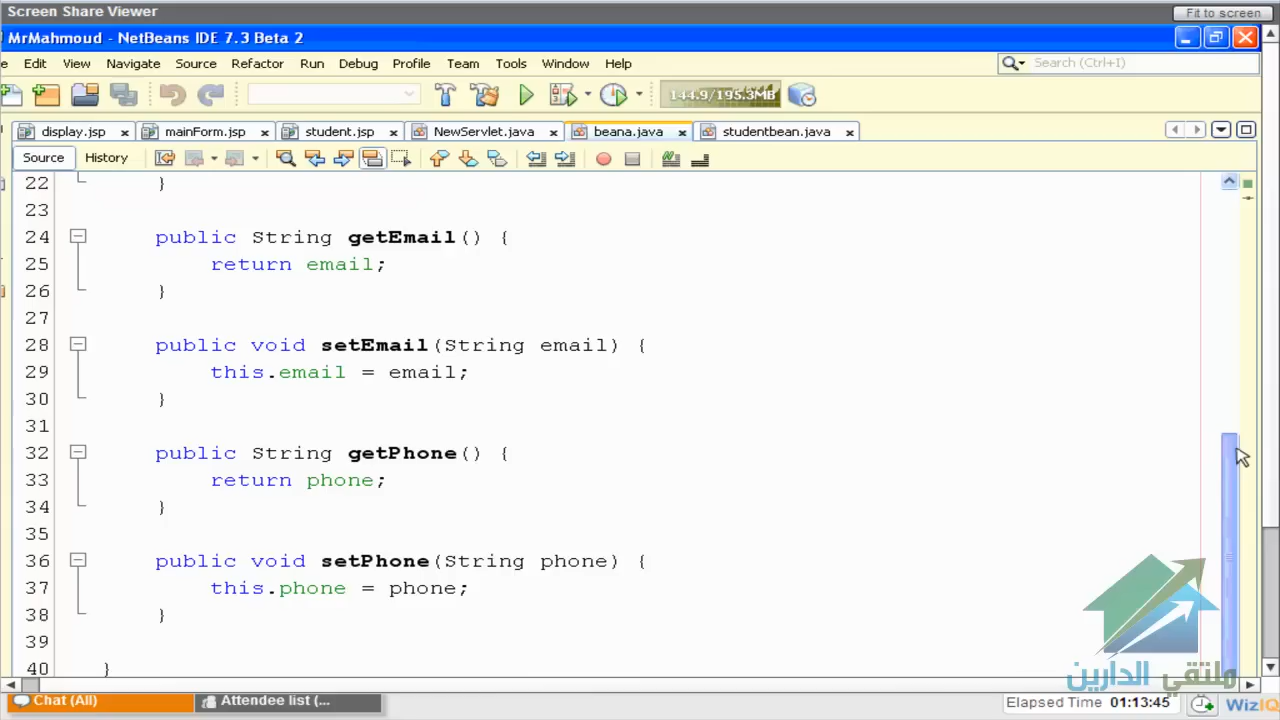 Screen Share Viewer
Fit to screen
MrMahmoud - NetBeans IDE 7.3 Beta 2
e Edit View Navigate Source Refactor Run Debug Profile Team Tools Window Help
Search (Ctrl+I)
144.9/195.3MB
display.jsp mainForm.jsp student.jsp NewServlet.java beana.java studentbean.java
Source History
22 }
23
24 public String getEmail() {
25 return email;
26 }
27
28 public void setEmail(String email) {
29 this.email = email;
30 }
31
32 public String getPhone() {
33 return phone;
34 }
35
36 public void setPhone(String phone) {
37 this.phone = phone;
38 }
39
40 }
ملتقي الدارين
Chat (All) Attendee list (...
Elapsed Time 01:13:45
WizIQ